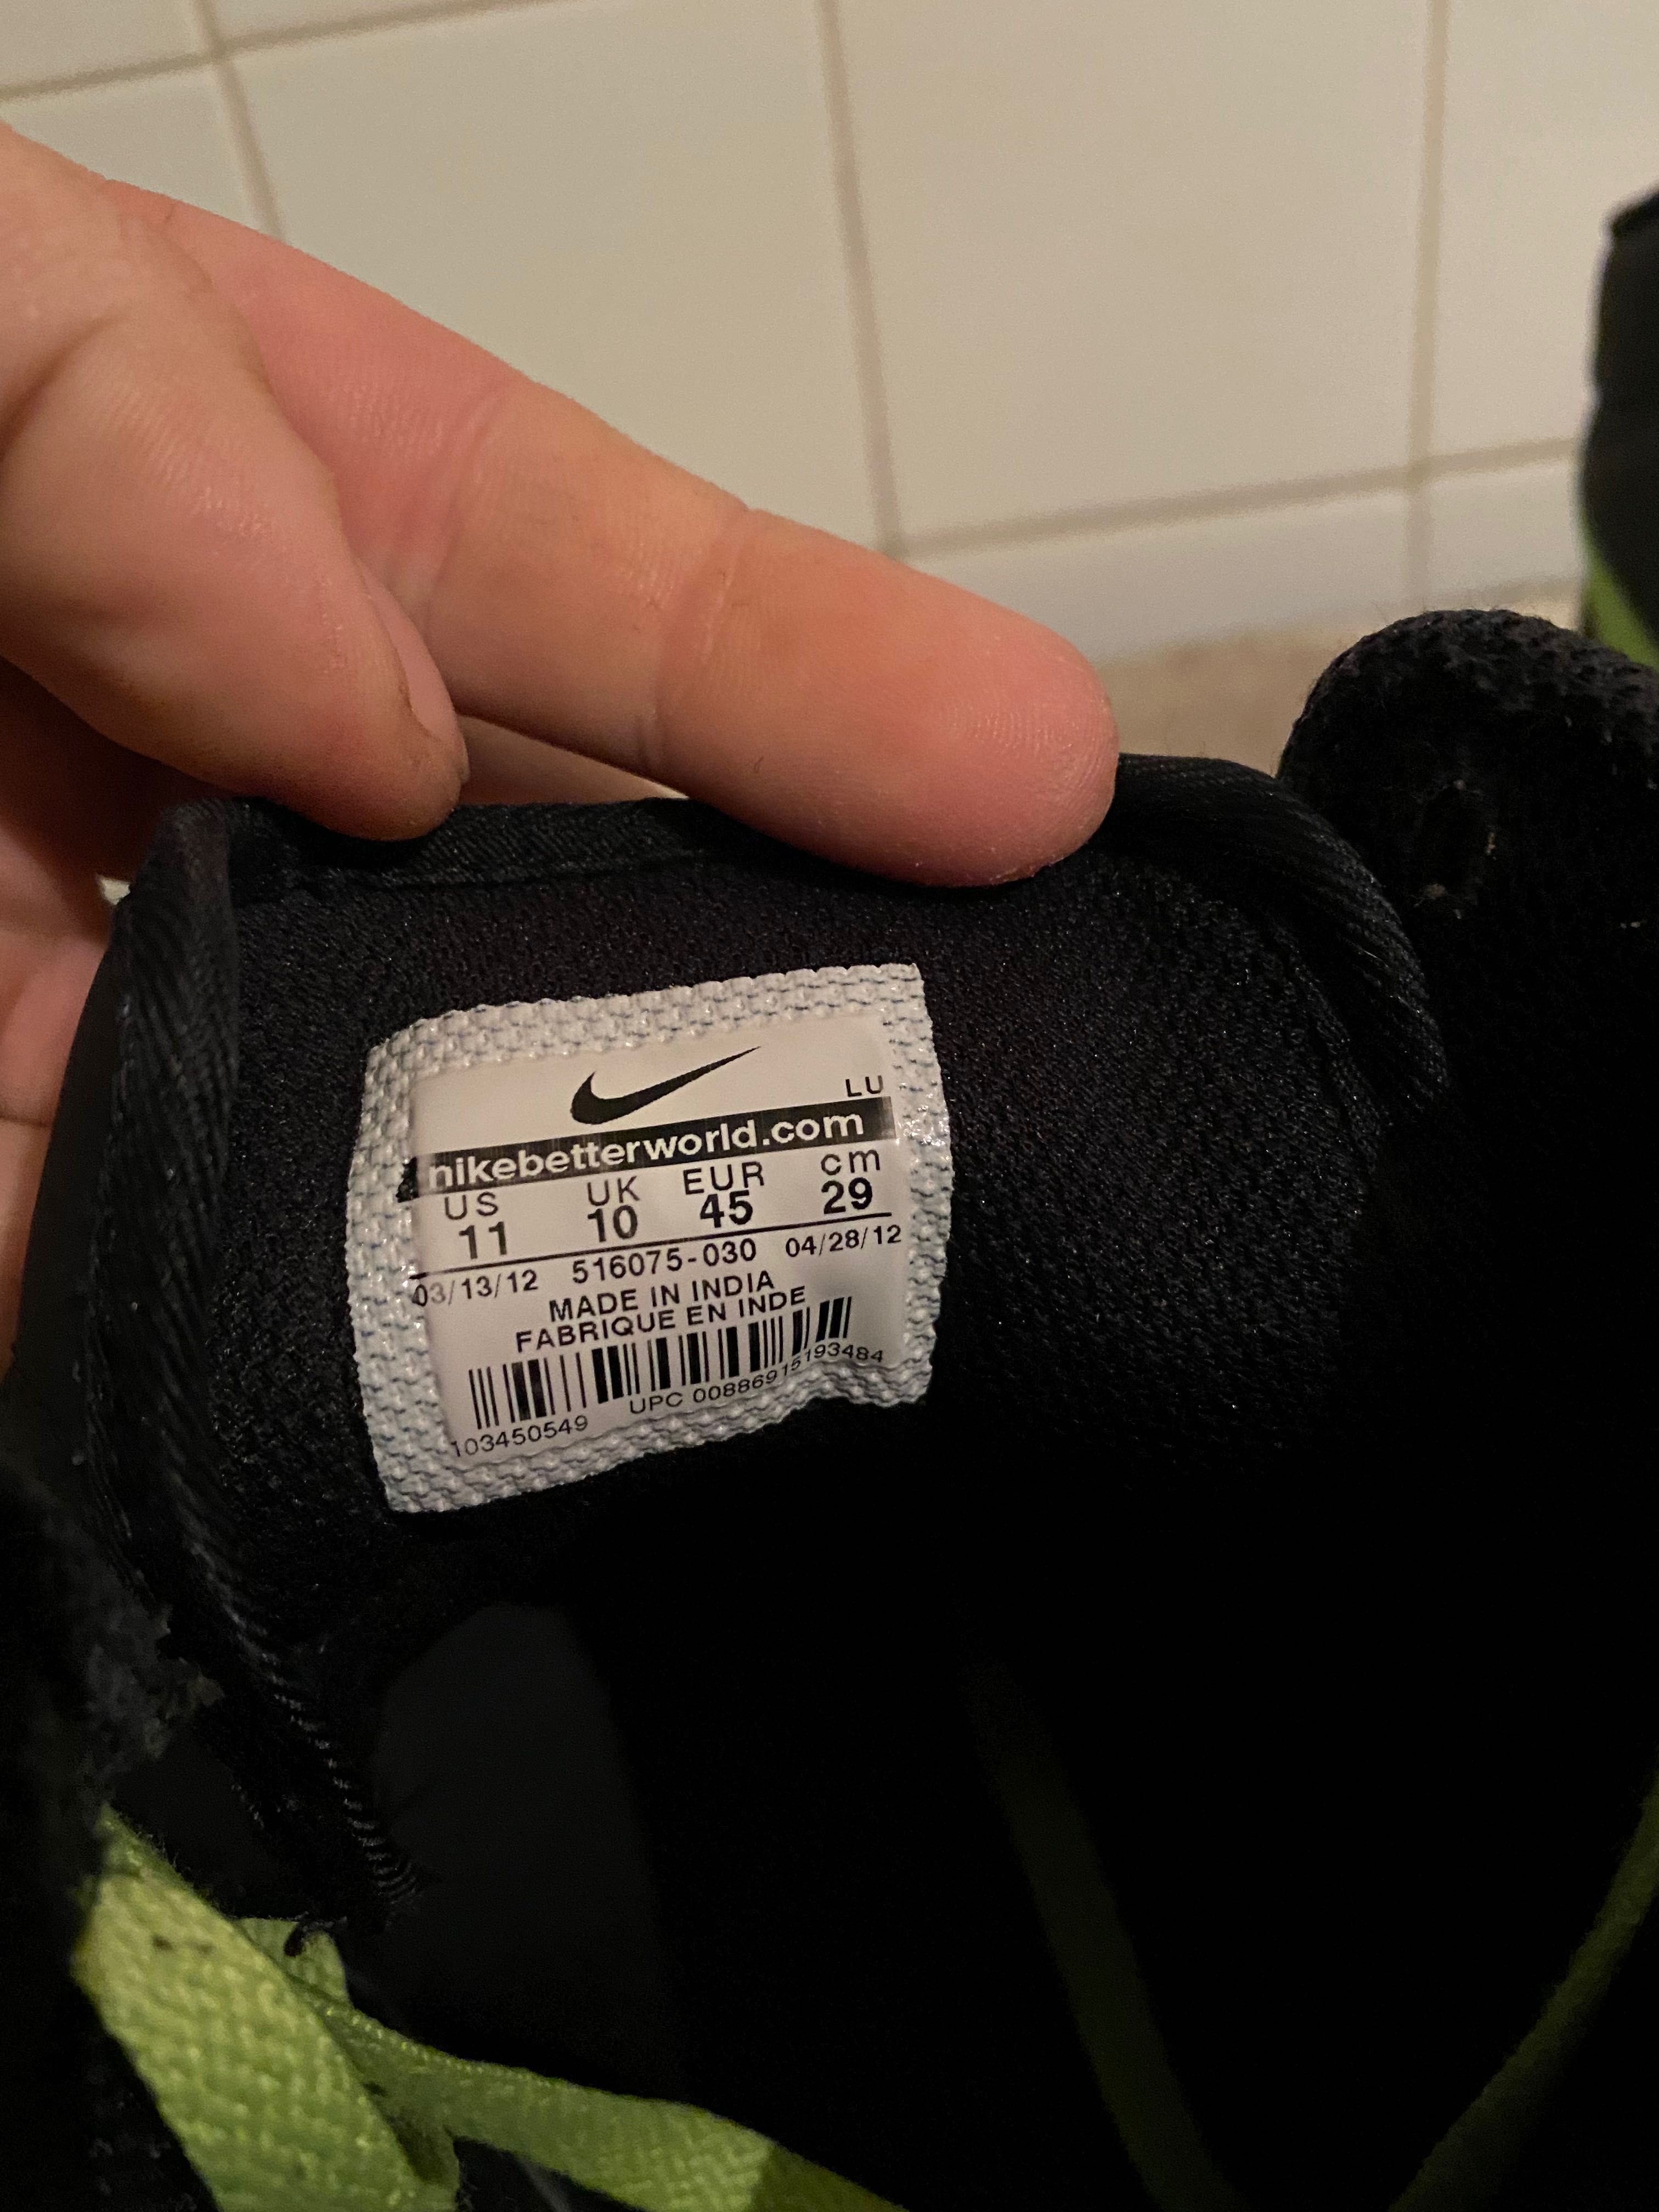 LU
nikebetterworld.com
US UK EUR cm
11 10 45 29
03/13/12 516075-030 04/28/12
MADE IN INDIA
FABRIQUE EN INDE
103450549 UPC 00886915193484